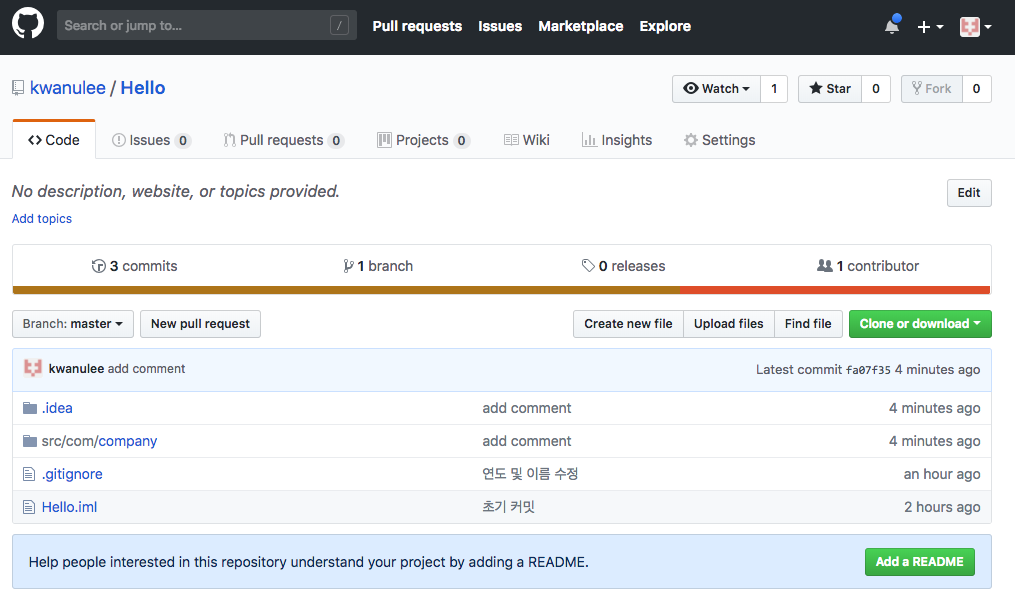 Search or jump to... /
Pull requests Issues Marketplace Explore
kwanulee / Hello
Watch 1 Star 0 Fork 0
Code Issues 0 Pull requests 0 Projects 0 Wiki Insights Settings
No description, website, or topics provided. Edit
Add topics
3 commits 1 branch 0 releases 1 contributor
Branch: master New pull request Create new file Upload files Find file Clone or download
kwanulee add comment Latest commit fa07f35 4 minutes ago
.idea add comment 4 minutes ago
src/com/company add comment 4 minutes ago
.gitignore 연도 및 이름 수정 an hour ago
Hello.iml 초기 커밋 2 hours ago
Help people interested in this repository understand your project by adding a README. Add a README